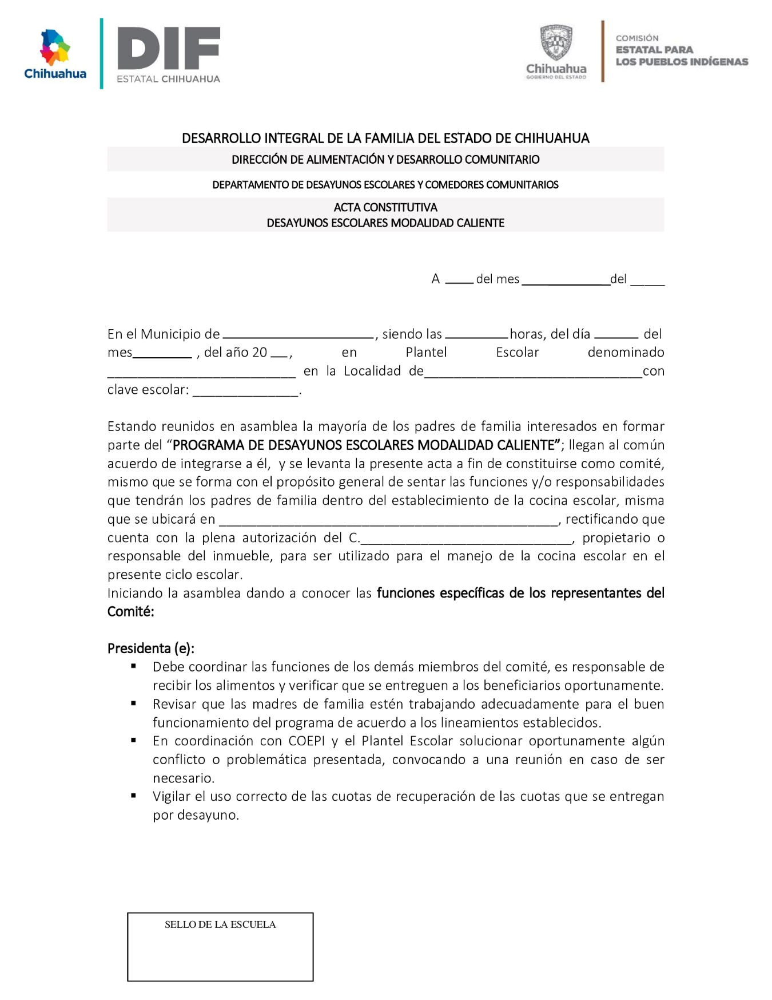 Chihuahua
DIF
ESTATAL CHIHUAHUA
Chihuahua
GOBIERNO DEL ESTADO
COMISIÓN
ESTATAL PARA
LOS PUEBLOS INDÍGENAS
DESARROLLO INTEGRAL DE LA FAMILIA DEL ESTADO DE CHIHUAHUA
DIRECCIÓN DE ALIMENTACIÓN Y DESARROLLO COMUNITARIO
DEPARTAMENTO DE DESAYUNOS ESCOLARES Y COMEDORES COMUNITARIOS
ACTA CONSTITUTIVA
DESAYUNOS ESCOLARES MODALIDAD CALIENTE
A ____ del mes _____________del _____
En el Municipio de______________________, siendo las_________horas, del día ______ del
mes________ , del año 20 __, en Plantel Escolar denominado
_________________________ en la Localidad de_____________________________con
clave escolar: ______________.
Estando reunidos en asamblea la mayoría de los padres de familia interesados en formar
parte del “PROGRAMA DE DESAYUNOS ESCOLARES MODALIDAD CALIENTE”; llegan al común
acuerdo de integrarse a él, y se levanta la presente acta a fin de constituirse como comité,
mismo que se forma con el propósito general de sentar las funciones y/o responsabilidades
que tendrán los padres de familia dentro del establecimiento de la cocina escolar, misma
que se ubicará en _____________________________________________, rectificando que
cuenta con la plena autorización del C.____________________________, propietario o
responsable del inmueble, para ser utilizado para el manejo de la cocina escolar en el
presente ciclo escolar.
Iniciando la asamblea dando a conocer las funciones específicas de los representantes del
Comité:
Presidenta (e):
▪ Debe coordinar las funciones de los demás miembros del comité, es responsable de
recibir los alimentos y verificar que se entreguen a los beneficiarios oportunamente.
▪ Revisar que las madres de familia estén trabajando adecuadamente para el buen
funcionamiento del programa de acuerdo a los lineamientos establecidos.
▪ En coordinación con COEPI y el Plantel Escolar solucionar oportunamente algún
conflicto o problemática presentada, convocando a una reunión en caso de ser
necesario.
▪ Vigilar el uso correcto de las cuotas de recuperación de las cuotas que se entregan
por desayuno.
SELLO DE LA ESCUELA